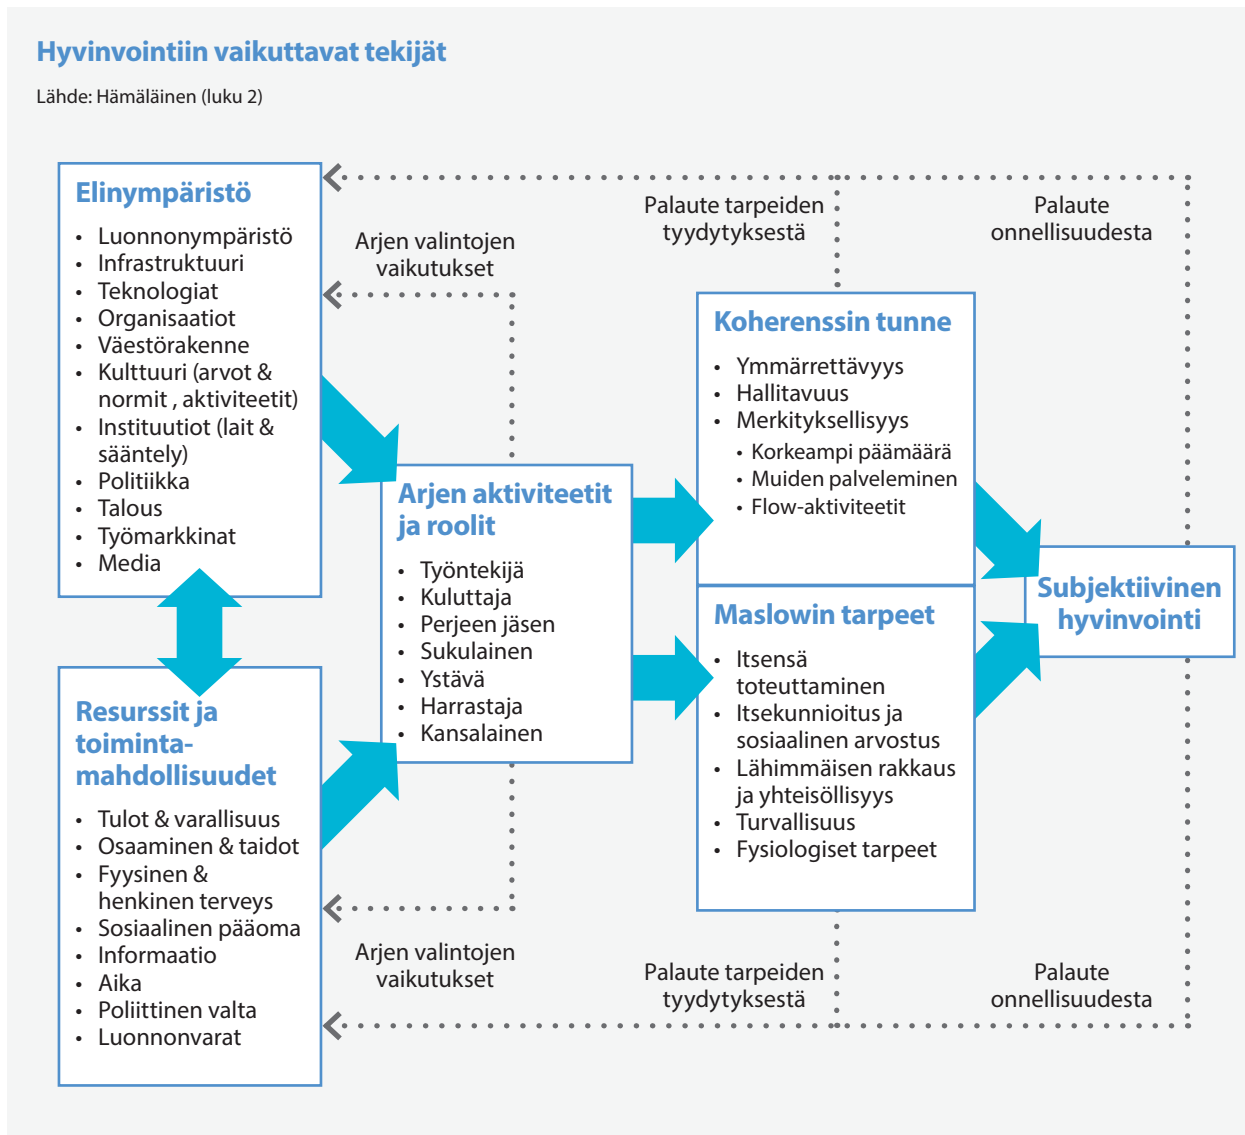 Hyvinvointiin vaikuttavat tekijät
Lähde: Hämäläinen (luku 2)
Elinympäristö
• Luonnonympäristö
• Infrastruktuuri
• Teknologiat
• Organisaatiot
• Väestörakenne
• Kulttuuri (arvot &
normit , aktiviteetit)
• Instituutiot (lait &
sääntely)
• Politiikka
• Talous
• Työmarkkinat
• Media
Resurssit ja
toiminta-
mahdollisuudet
• Tulot & varallisuus
• Osaaminen & taidot
• Fyysinen &
henkinen terveys
• Sosiaalinen pääoma
• Informaatio
• Aika
• Poliittinen valta
• Luonnonvarat
Arjen valintojen
vaikutukset
Arjen aktiviteetit
ja roolit
• Työntekijä
• Kuluttaja
• Perjeen jäsen
• Sukulainen
• Ystävä
• Harrastaja
• Kansalainen
Arjen valintojen
vaikutukset
Palaute tarpeiden
tyydytyksestä
Koherenssin tunne
• Ymmärrettävyys
• Hallitavuus
• Merkityksellisyys
• Korkeampi päämäärä
• Muiden palveleminen
• Flow-aktiviteetit
Maslowin tarpeet
• Itsensä
toteuttaminen
• Itsekunnioitus ja
sosiaalinen arvostus
• Lähimmäisen rakkaus
ja yhteisöllisyys
• Turvallisuus
• Fysiologiset tarpeet
Palaute tarpeiden
tyydytyksestä
Palaute
onnellisuudesta
Subjektiivinen
hyvinvointi
Palaute
onnellisuudesta